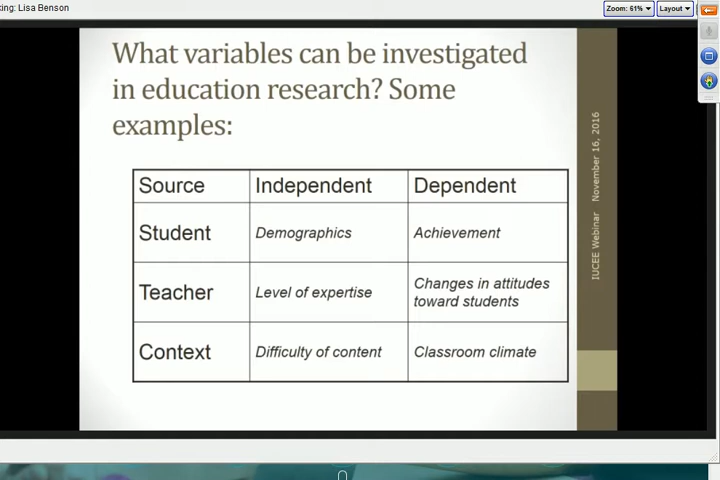 king: Lisa Benson
Zoom: 61%
Layout
What variables can be investigated
in education research? Some
examples:
Source Independent Dependent
Student Demographics Achievement
Teacher Level of expertise Changes in attitudes
toward students
Context Difficulty of content Classroom climate
IUCEE Webinar November 16, 2016